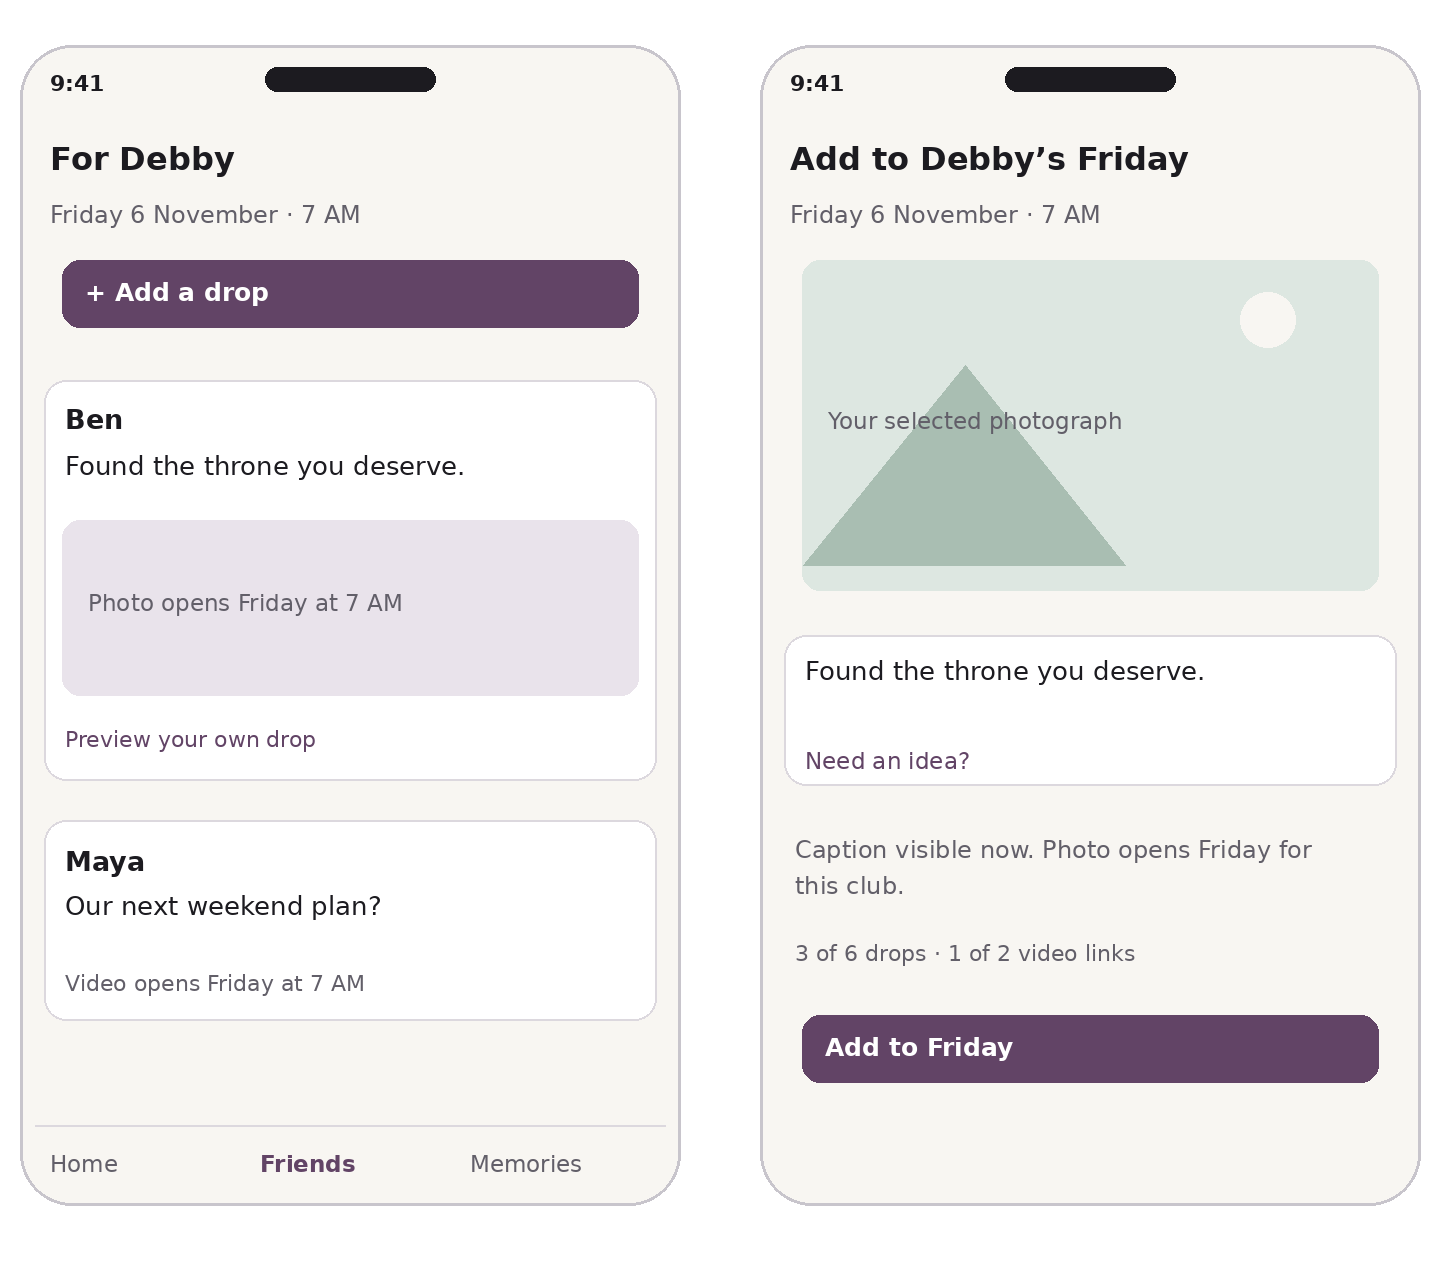 9:41
For Debby
Friday 6 November · 7 AM
+ Add a drop
Ben
Found the throne you deserve.
Photo opens Friday at 7 AM
Preview your own drop
Maya
Our next weekend plan?
Video opens Friday at 7 AM
Home
Friends
Memories
9:41
Add to Debby’s Friday
Friday 6 November · 7 AM
Your selected photograph
Found the throne you deserve.
Need an idea?
Caption visible now. Photo opens Friday for
this club.
3 of 6 drops · 1 of 2 video links
Add to Friday